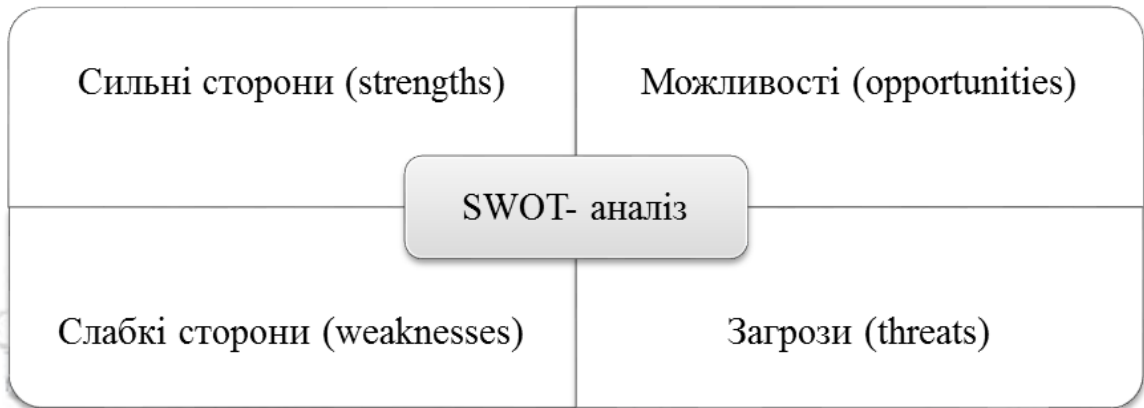 Сильні сторони (strengths)
Можливості (opportunities)
SWOT- аналіз
Слабкі сторони (weaknesses)
Загрози (threats)